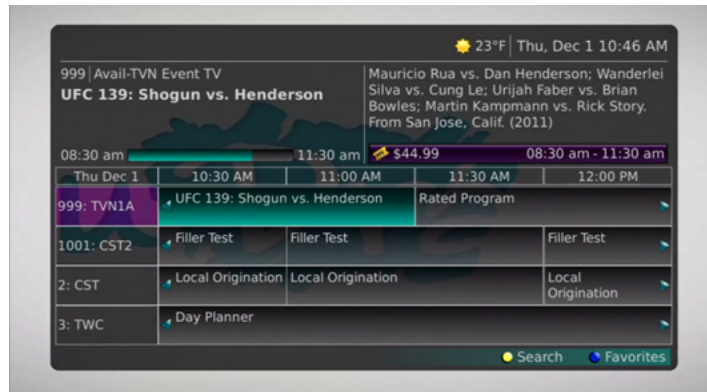 23°F Thu, Dec 1 10:46 AM
999 Avail-TVN Event TV
UFC 139: Shogun vs. Henderson
Mauricio Rua vs. Dan Henderson; Wanderlei
Silva vs. Cung Le; Urijah Faber vs. Brian
Bowles; Martin Kampmann vs. Rick Story.
From San Jose, Calif. (2011)
08:30 am 11:30 am $44.99 08:30 am - 11:30 am
Thu Dec 1 10:30 AM 11:00 AM 11:30 AM 12:00 PM
999: TVN1A UFC 139: Shogun vs. Henderson Rated Program
1001: CST2 Filler Test Filler Test Filler Test
2: CST Local Origination Local Origination Local
Origination
3: TWC Day Planner
Search Favorites